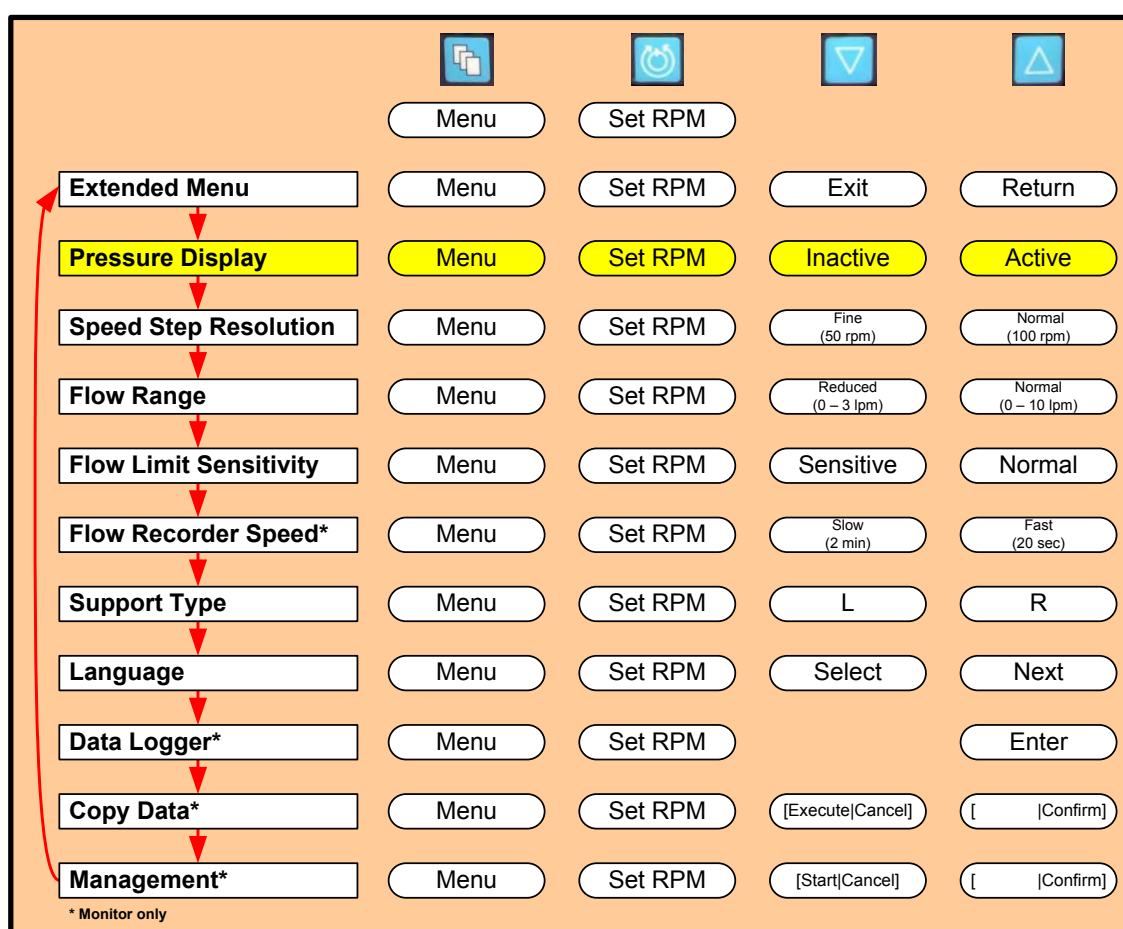 Menu Set RPM
Extended Menu Menu Set RPM Exit Return
Pressure Display Menu Set RPM Inactive Active
Speed Step Resolution Menu Set RPM Fine (50 rpm) Normal (100 rpm)
Flow Range Menu Set RPM Reduced (0 – 3 lpm) Normal (0 – 10 lpm)
Flow Limit Sensitivity Menu Set RPM Sensitive Normal
Flow Recorder Speed* Menu Set RPM Slow (2 min) Fast (20 sec)
Support Type Menu Set RPM L R
Language Menu Set RPM Select Next
Data Logger* Menu Set RPM Enter
Copy Data* Menu Set RPM [Execute|Cancel] [ |Confirm]
Management* Menu Set RPM [Start|Cancel] [ |Confirm]
* Monitor only